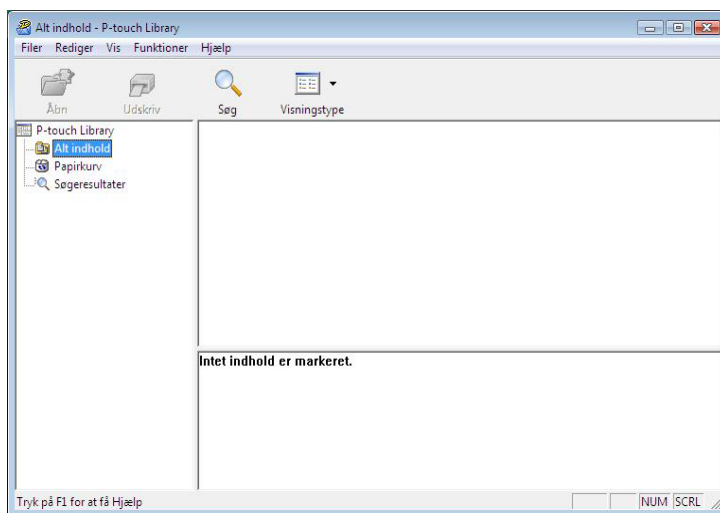 Alt indhold - P-touch Library
Filer Rediger Vis Funktioner Hjælp
Åbn Udskriv Søg Visningstype
P-touch Library
Alt indhold
Papirkurv
Søgeresultater
Intet indhold er markeret.
Tryk på F1 for at få Hjælp NUM SCRL